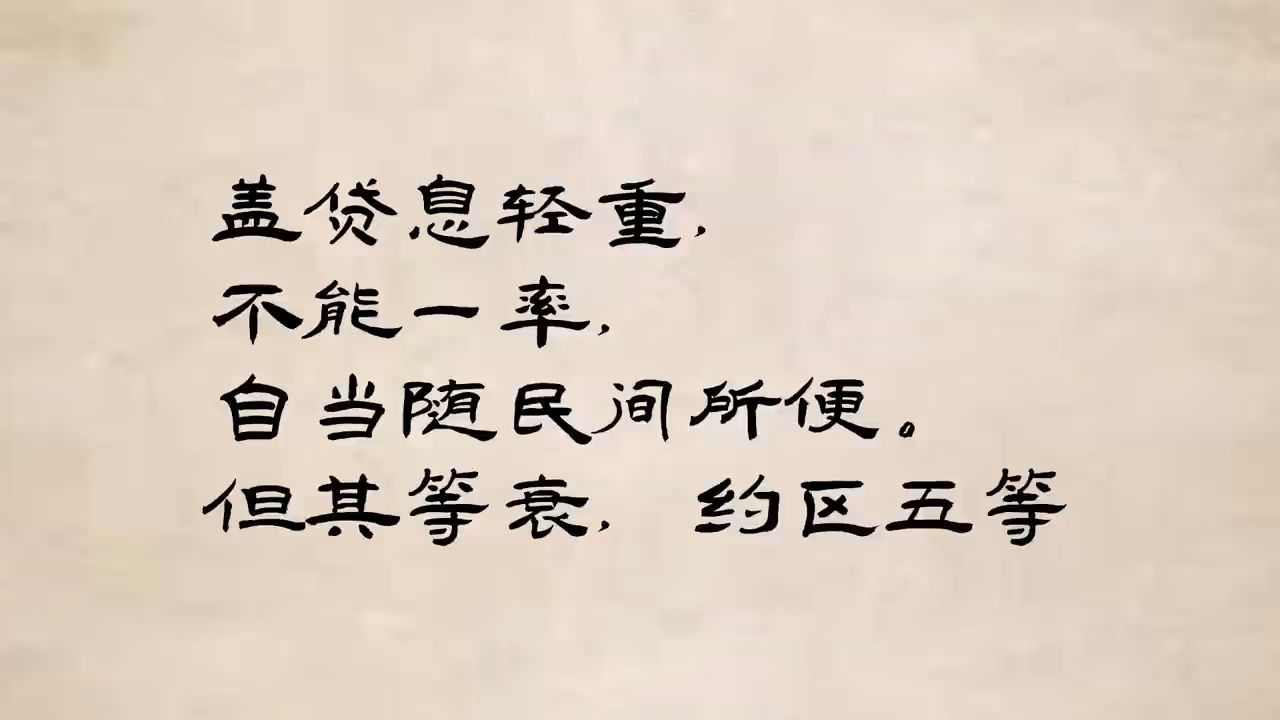 盖贷息轻重,
不能一率,
自当随民间所便。
但其等衰, 约区五等